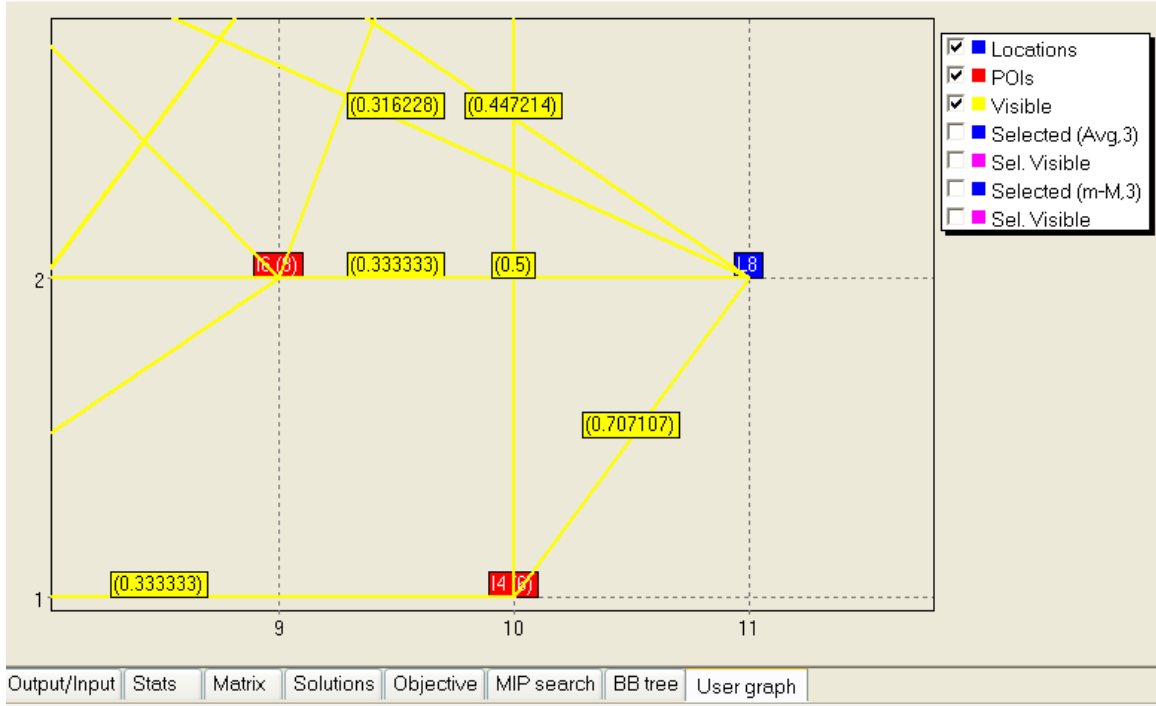 (0.316228) (0.447214)
2 I6 (8) (0.333333) (0.5) L8
(0.707107)
1 (0.333333) I4 (6)
9 10 11
Locations
POIs
Visible
Selected (Avg,3)
Sel. Visible
Selected (m-M,3)
Sel. Visible
Output/Input Stats Matrix Solutions Objective MIP search BB tree User graph